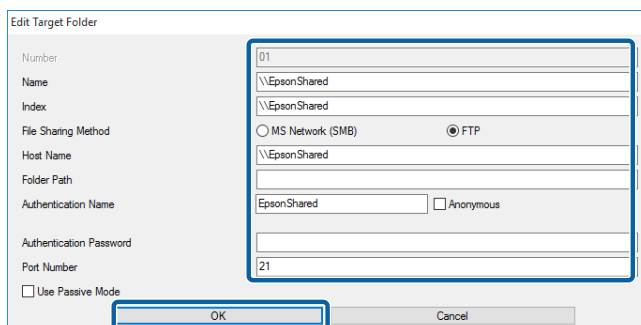 Edit Target Folder
Number 01
Name \\EpsonShared
Index \\EpsonShared
File Sharing Method MS Network (SMB) FTP
Host Name \\EpsonShared
Folder Path
Authentication Name EpsonShared Anonymous
Authentication Password
Port Number 21
Use Passive Mode
OK Cancel